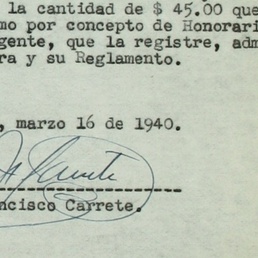 la cantidad de $ 45.00 que
mo por concepto de Honorari
gente, que la registre, adm
ra y su Reglamento.
, marzo 16 de 1940.
Carrete
ncisco Carrete.